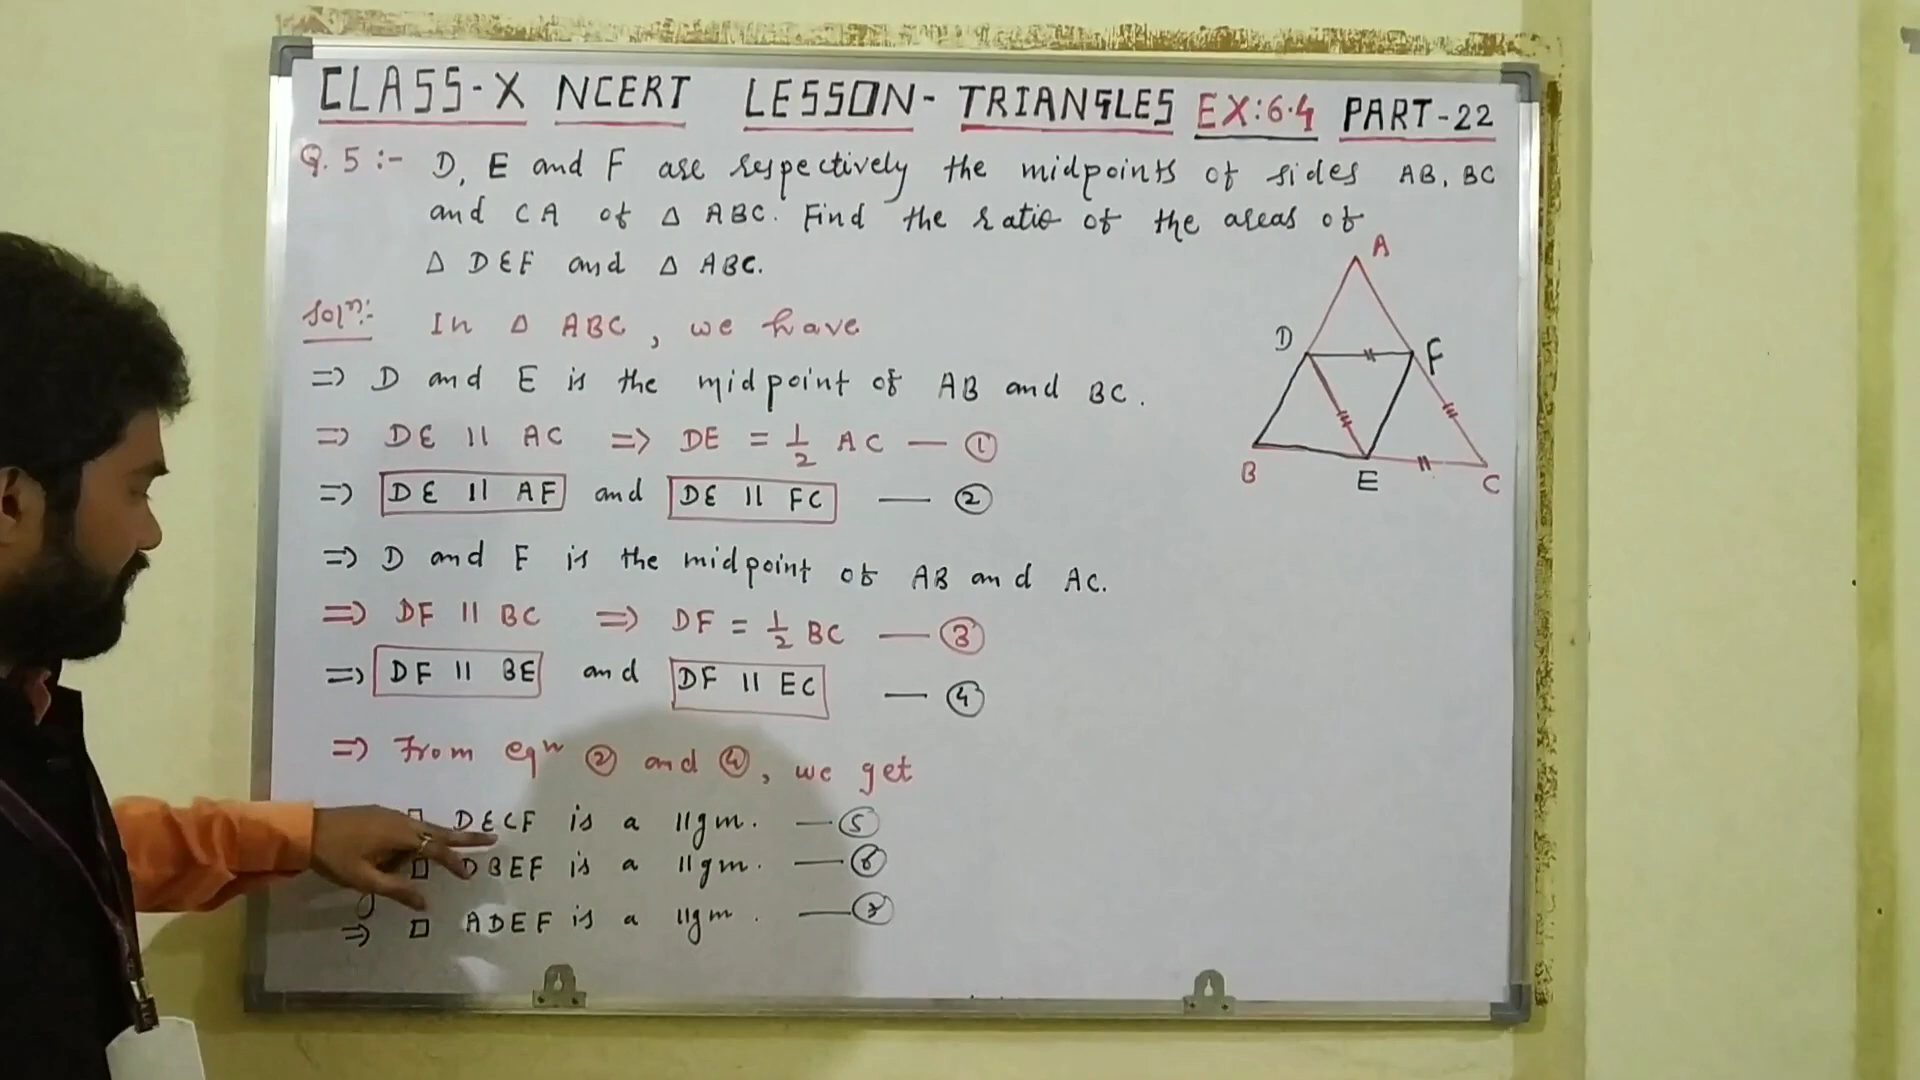 CLASS-X NCERT LESSON- TRIANGLES EX:6.4 PART-22
Q.5:- D, E and F are respectively the midpoints of sides AB, BC
and CA of Δ ABC. Find the ratio of the areas of
Δ DEF and Δ ABC.
Solⁿ:- In Δ ABC, we have
⇒ D and E is the midpoint of AB and BC.
⇒ DE || AC ⇒ DE = 1/2 AC — ①
⇒ DE || AF and DE || FC — ②
⇒ D and F is the midpoint of AB and AC.
⇒ DF || BC ⇒ DF = 1/2 BC — ③
⇒ DF || BE and DF || EC — ④
⇒ From eqⁿ ② and ④, we get
□ DECF is a ||gm. — ⑤
□ DBEF is a ||gm. — ⑥
⇒ □ ADEF is a ||gm. — ⑦
A
D F
B E C